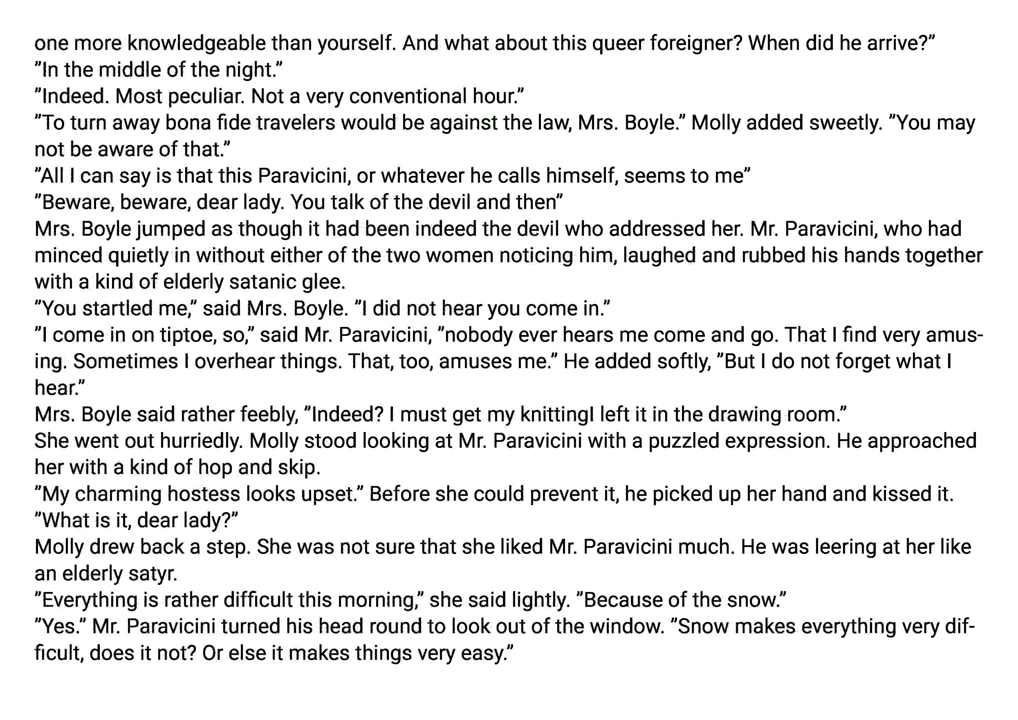 one more knowledgeable than yourself. And what about this queer foreigner? When did he arrive?”
”In the middle of the night.”
”Indeed. Most peculiar. Not a very conventional hour.”
”To turn away bona fide travelers would be against the law, Mrs. Boyle.” Molly added sweetly. ”You may
not be aware of that.”
”All I can say is that this Paravicini, or whatever he calls himself, seems to me”
”Beware, beware, dear lady. You talk of the devil and then”
Mrs. Boyle jumped as though it had been indeed the devil who addressed her. Mr. Paravicini, who had
minced quietly in without either of the two women noticing him, laughed and rubbed his hands together
with a kind of elderly satanic glee.
”You startled me,” said Mrs. Boyle. ”I did not hear you come in.”
”I come in on tiptoe, so,” said Mr. Paravicini, ”nobody ever hears me come and go. That I find very amus-
ing. Sometimes I overhear things. That, too, amuses me.” He added softly, ”But I do not forget what I
hear.”
Mrs. Boyle said rather feebly, ”Indeed? I must get my knittingI left it in the drawing room.”
She went out hurriedly. Molly stood looking at Mr. Paravicini with a puzzled expression. He approached
her with a kind of hop and skip.
”My charming hostess looks upset.” Before she could prevent it, he picked up her hand and kissed it.
”What is it, dear lady?”
Molly drew back a step. She was not sure that she liked Mr. Paravicini much. He was leering at her like
an elderly satyr.
”Everything is rather difficult this morning,” she said lightly. ”Because of the snow.”
”Yes.” Mr. Paravicini turned his head round to look out of the window. ”Snow makes everything very dif-
ficult, does it not? Or else it makes things very easy.”